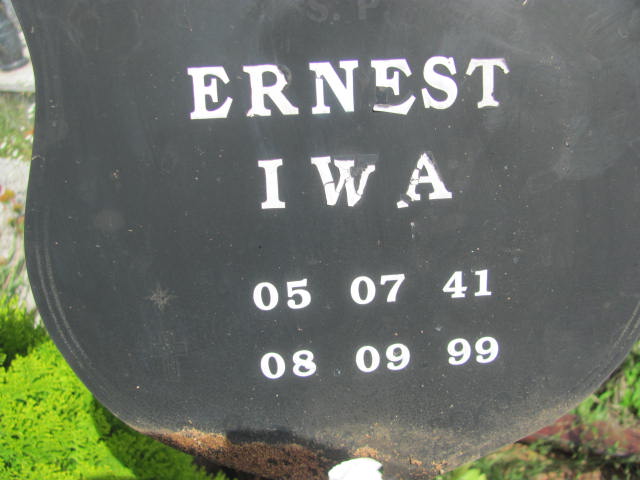 S. P.
ERNEST
IWA
05 07 41
08 09 99